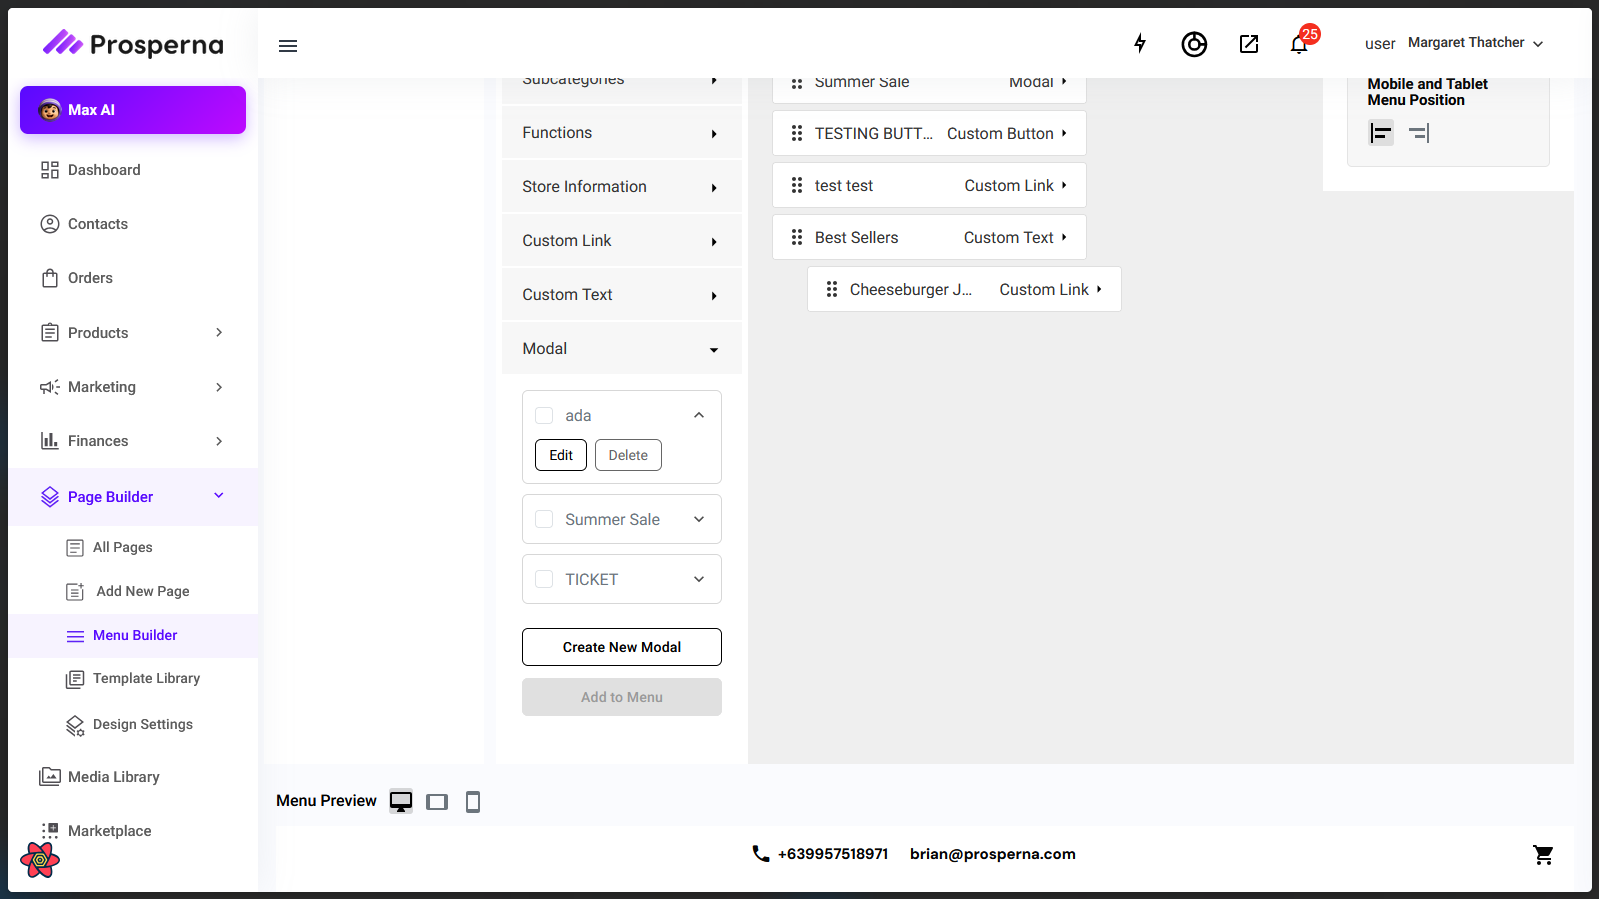 Prosperna
25
user
Margaret Thatcher
Max AI
Dashboard
Contacts
Orders
Products
Marketing
Finances
Page Builder
All Pages
Add New Page
Menu Builder
Template Library
Design Settings
Media Library
Marketplace
Subcategories
Functions
Store Information
Custom Link
Custom Text
Modal
ada
Edit
Delete
Summer Sale
TICKET
Create New Modal
Add to Menu
Summer Sale Modal
TESTING BUTT... Custom Button
test test Custom Link
Best Sellers Custom Text
Cheeseburger J... Custom Link
Mobile and Tablet
Menu Position
Menu Preview
+639957518971 brian@prosperna.com